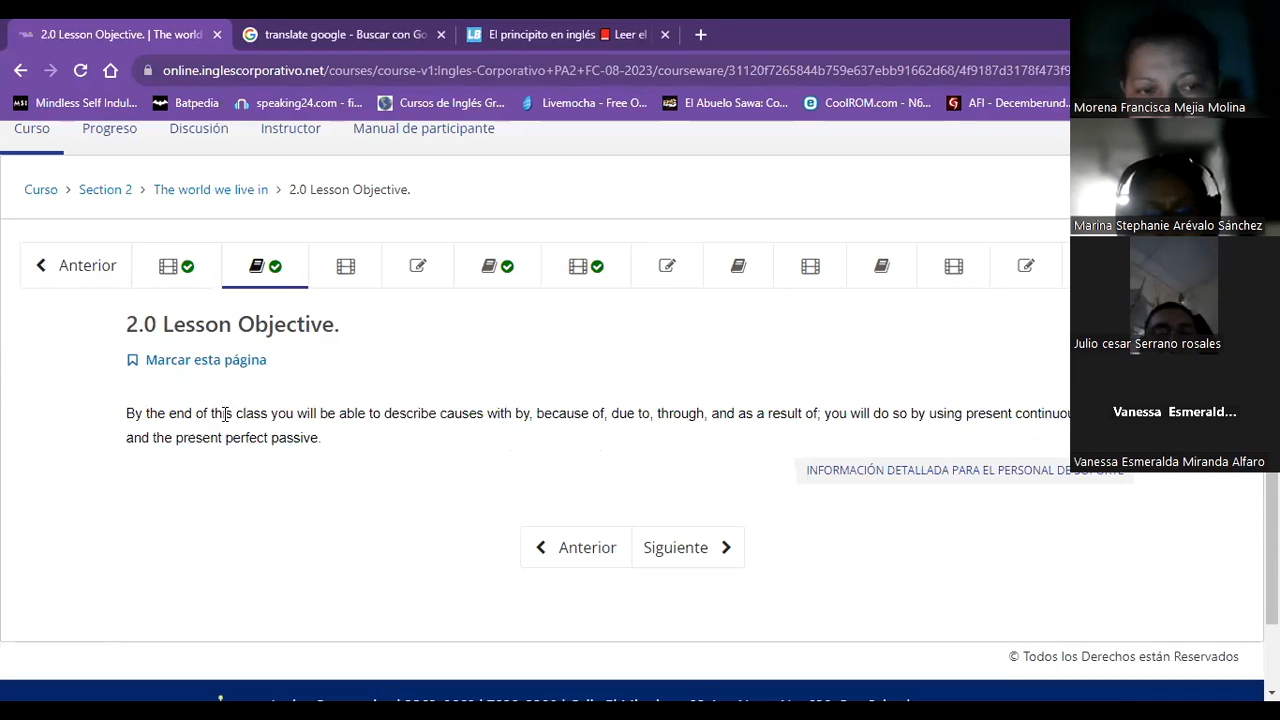 2.0 Lesson Objective. | The world
translate google - Buscar con Go
El principito en inglés 📕 Leer el
online.inglescorporativo.net/courses/course-v1:Ingles-Corporativo+PA2+FC-08-2023/courseware/31120f7265844b759e637ebb91662d68/4f9187d3178f473f9
Mindless Self Indul...
Batpedia
speaking24.com - fi...
Cursos de Inglés Gr...
Livemocha - Free O...
El Abuelo Sawa: Co...
CoolROM.com - N6...
AFI - Decemberund
Morena Francisca Mejia Molina
Curso
Progreso
Discusión
Instructor
Manual de participante
Curso > Section 2 > The world we live in > 2.0 Lesson Objective.
Marina Stephanie Arévalo Sánchez
Anterior
2.0 Lesson Objective.
Julio cesar Serrano rosales
Marcar esta página
By the end of this class you will be able to describe causes with by, because of, due to, through, and as a result of; you will do so by using present continuou
and the present perfect passive.
Vanessa Esmerald...
Vanessa Esmeralda Miranda Alfaro
INFORMACIÓN DETALLADA PARA EL PERSONAL DE SOPORTE
Anterior
Siguiente
© Todos los Derechos están Reservados